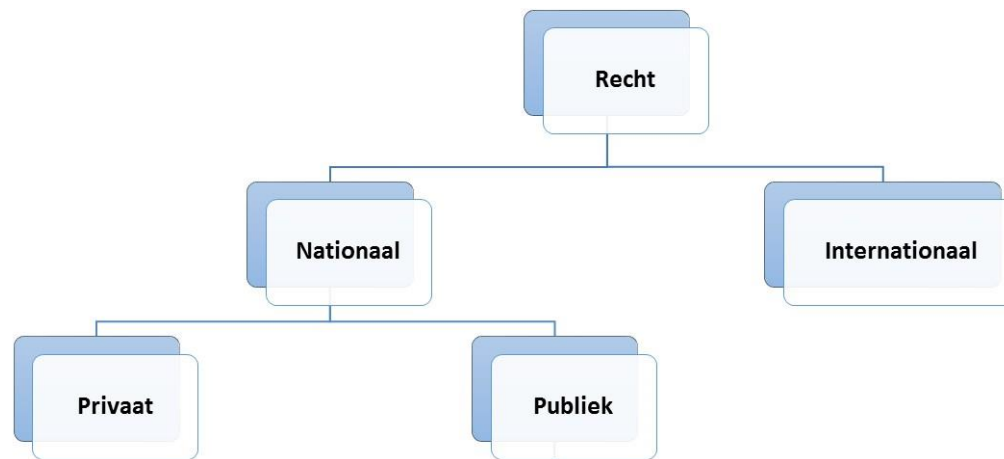 Recht
Nationaal
Internationaal
Privaat
Publiek